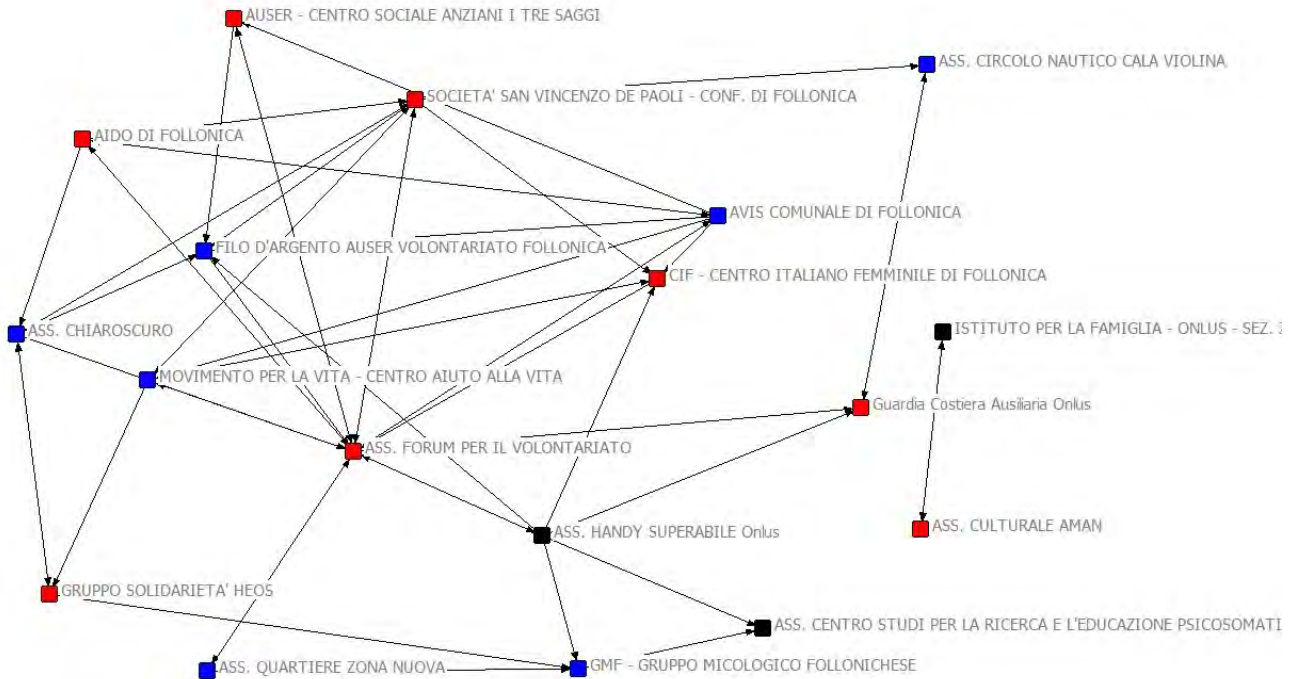 AUSER - CENTRO SOCIALE ANZIANI I TRE SAGGI
ASS. CIRCOLO NAUTICO CALA VIOLINA
SOCIETA' SAN VINCENZO DE PAOLI - CONF. DI FOLLONICA
AIDO DI FOLLONICA
AVIS COMUNALE DI FOLLONICA
FILO D'ARGENTO AUSER VOLONTARIATO FOLLONICA
CIF - CENTRO ITALIANO FEMMINILE DI FOLLONICA
ASS. CHIAROSCURO
ISTITUTO PER LA FAMIGLIA - ONLUS - SEZ.
MOVIMENTO PER LA VITA - CENTRO AIUTO ALLA VITA
Guardia Costiera Ausiliaria Onlus
ASS. FORUM PER IL VOLONTARIATO
ASS. CULTURALE AMAN
ASS. HANDY SUPERABILE Onlus
GRUPPO SOLIDARIETA' HEOS
ASS. CENTRO STUDI PER LA RICERCA E L'EDUCAZIONE PSICOSOMATI
ASS. QUARTIERE ZONA NUOVA
GMF - GRUPPO MICOLOGICO FOLLONICHESE